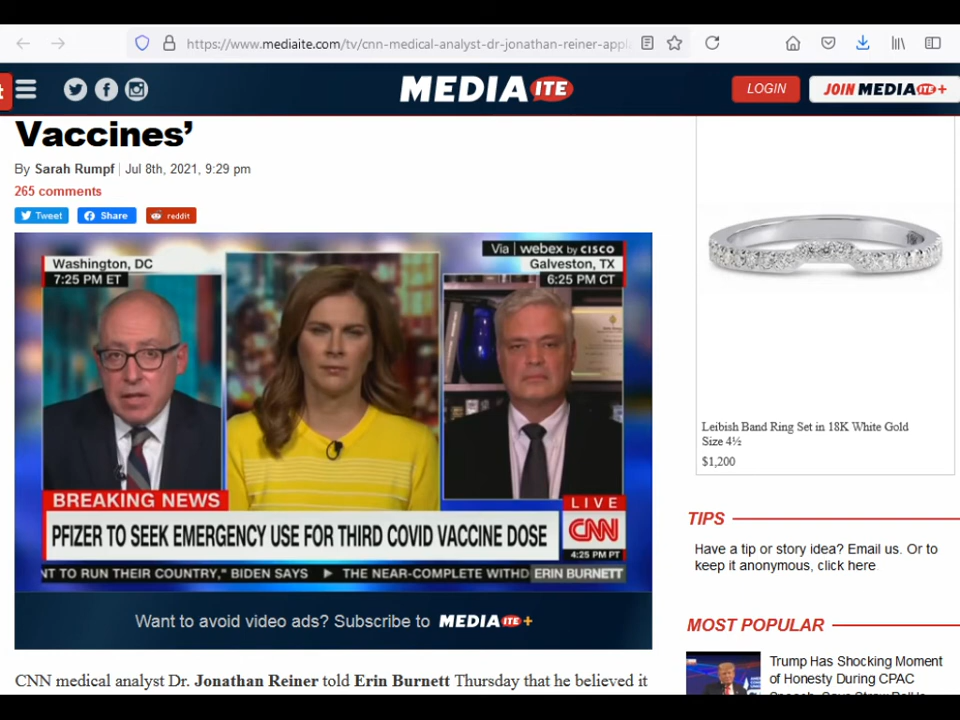 https://www.mediaite.com/tv/cnn-medical-analyst-dr-jonathan-reiner-appl
MEDIAITE
LOGIN
JOIN MEDIAITE+
Vaccines’
By Sarah Rumpf | Jul 8th, 2021, 9:29 pm
265 comments
Tweet
Share
reddit
Via | webex by CISCO
Washington, DC
7:25 PM ET
Galveston, TX
6:25 PM CT
BREAKING NEWS
PFIZER TO SEEK EMERGENCY USE FOR THIRD COVID VACCINE DOSE
LIVE
CNN
4:25 PM PT
NT TO RUN THEIR COUNTRY," BIDEN SAYS ▶ THE NEAR-COMPLETE WITHD
ERIN BURNETT
Want to avoid video ads? Subscribe to MEDIAITE+
CNN medical analyst Dr. Jonathan Reiner told Erin Burnett Thursday that he believed it
Leibish Band Ring Set in 18K White Gold
Size 4½
$1,200
TIPS
Have a tip or story idea? Email us. Or to
keep it anonymous, click here
MOST POPULAR
Trump Has Shocking Moment
of Honesty During CPAC